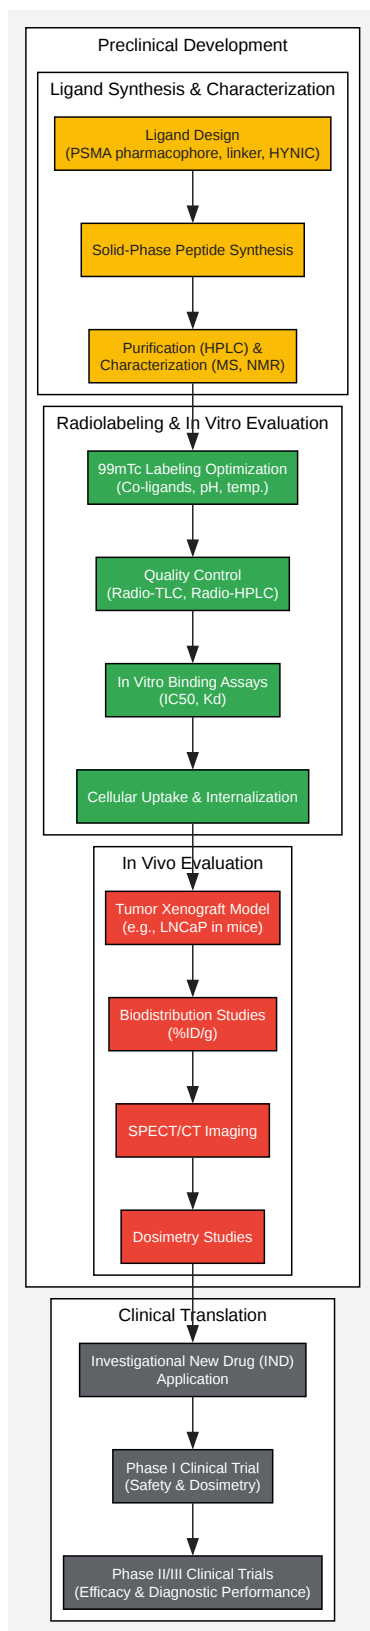 Preclinical Development
Ligand Synthesis & Characterization
Ligand Design
(PSMA pharmacophore, linker, HYNIC)
Solid-Phase Peptide Synthesis
Purification (HPLC) &
Characterization (MS, NMR)
Radiolabeling & In Vitro Evaluation
99mTc Labeling Optimization
(Co-ligands, pH, temp.)
Quality Control
(Radio-TLC, Radio-HPLC)
In Vitro Binding Assays
(IC50, Kd)
Cellular Uptake & Internalization
In Vivo Evaluation
Tumor Xenograft Model
(e.g., LNCaP in mice)
Biodistribution Studies
(%ID/g)
SPECT/CT Imaging
Dosimetry Studies
Clinical Translation
Investigational New Drug (IND)
Application
Phase I Clinical Trial
(Safety & Dosimetry)
Phase II/III Clinical Trials
(Efficacy & Diagnostic Performance)